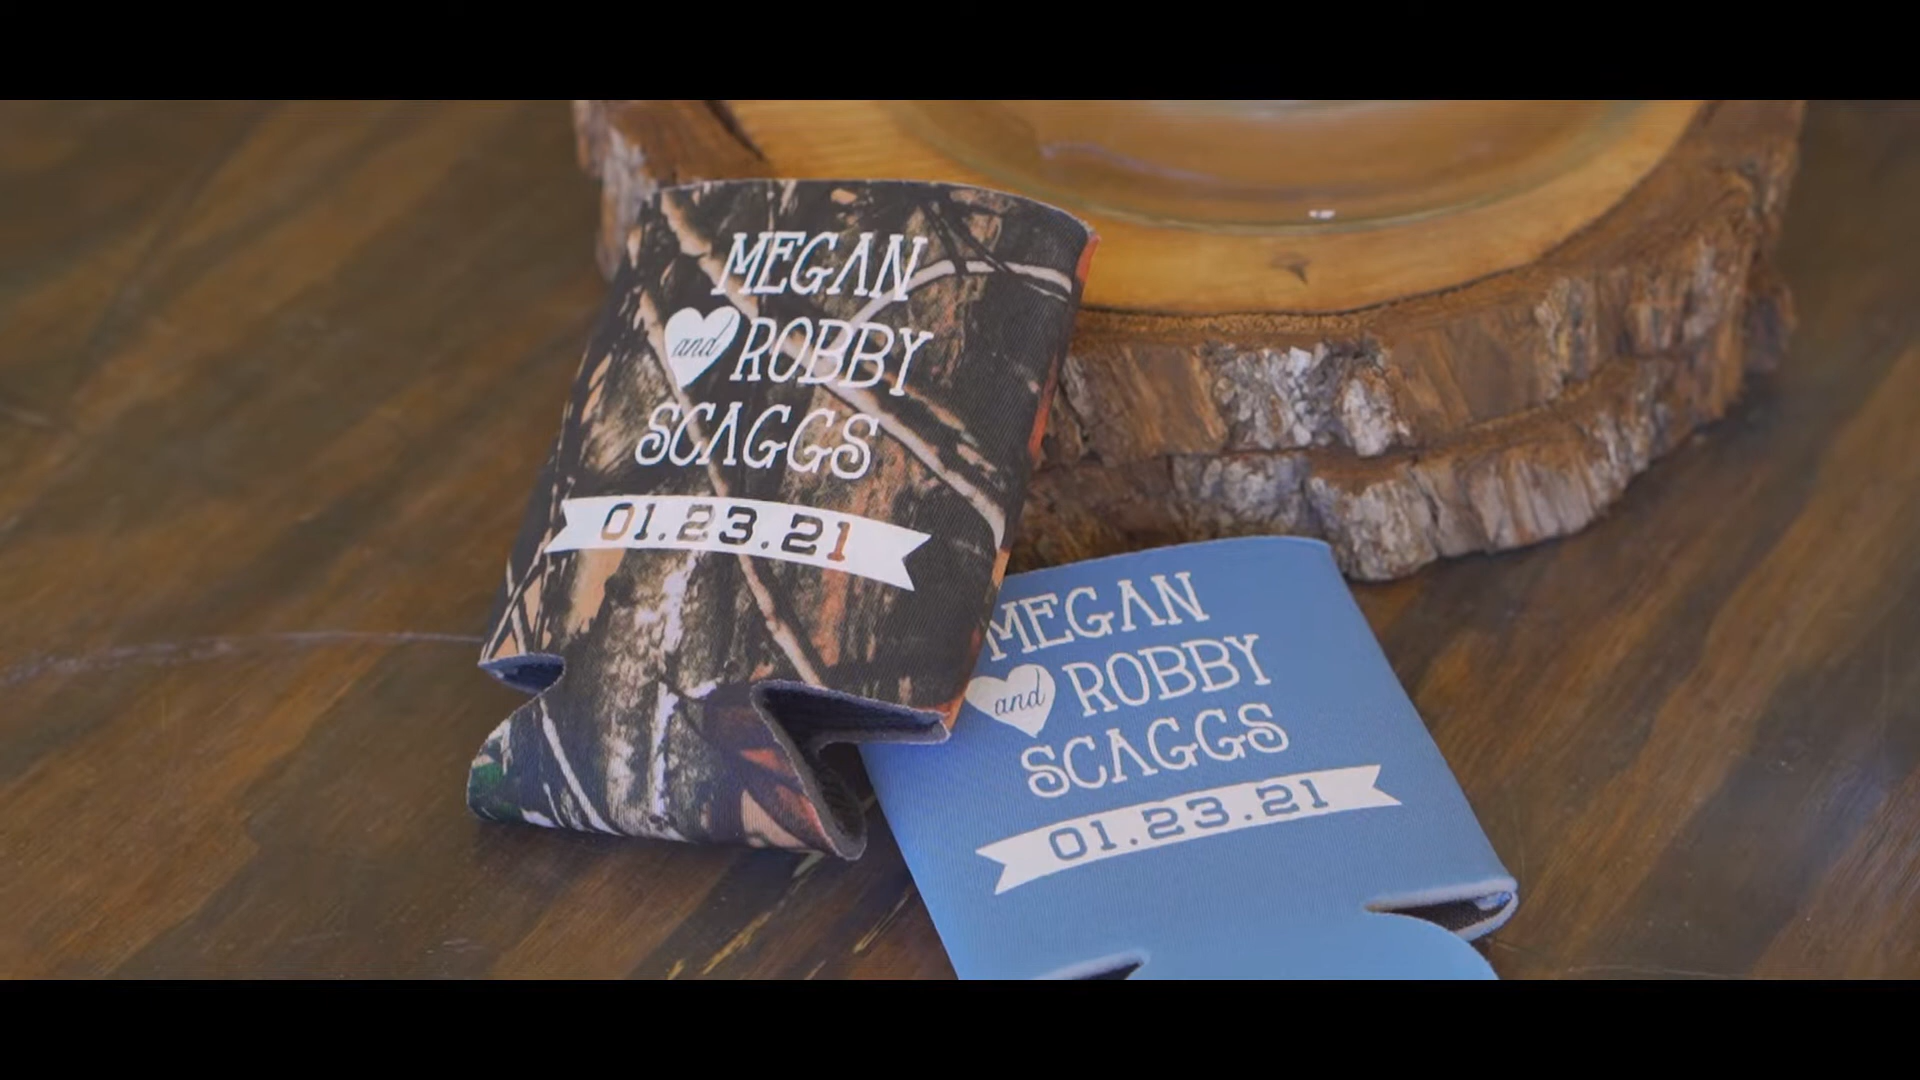 MEGAN
and ROBBY
SCAGGS
01.23.21
MEGAN
and ROBBY
SCAGGS
01.23.21